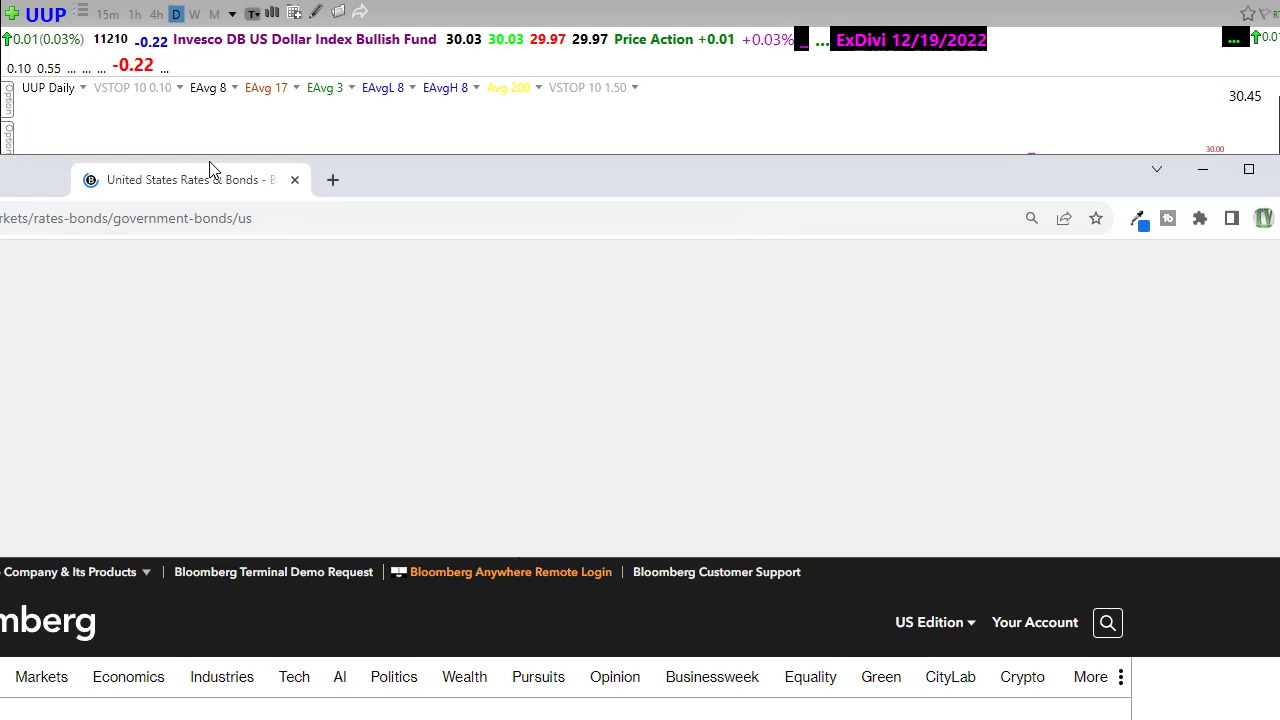 UUP 15m 1h 4h D W M T
0.01(0.03%) 11210 -0.22 Invesco DB US Dollar Index Bullish Fund 30.03 30.03 29.97 29.97 Price Action +0.01 +0.03% ... ... ExDivi 12/19/2022 ...
0.10 0.55 ... ... ... -0.22 ...
UUP Daily VSTOP 10 0.10 EAvg 8 EAvg 17 EAvg 3 EAvgL 8 EAvgH 8 Avg 200 VSTOP 10 1.50 30.45
Option
30.00
United States Rates & Bonds - B
rkets/rates-bonds/government-bonds/us
Company & Its Products Bloomberg Terminal Demo Request Bloomberg Anywhere Remote Login Bloomberg Customer Support
mberg US Edition Your Account
Markets Economics Industries Tech AI Politics Wealth Pursuits Opinion Businessweek Equality Green CityLab Crypto More